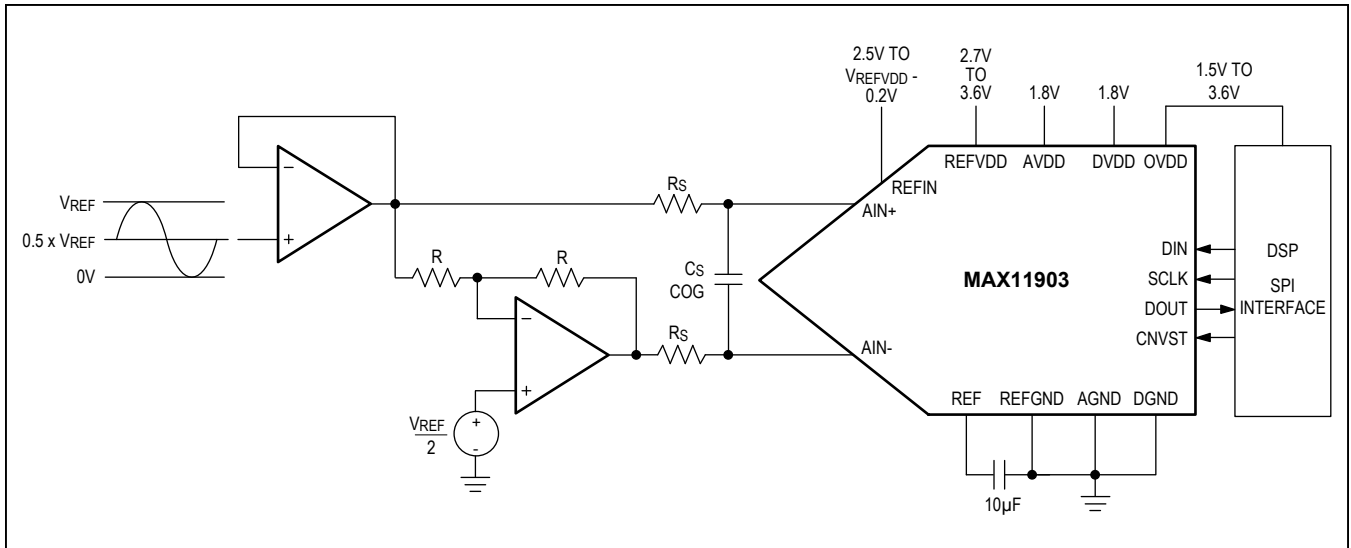 2.5V TO
VREFVDD -
0.2V
2.7V
TO
3.6V
1.8V
1.8V
1.5V TO
3.6V
REFVDD
AVDD
DVDD
OVDD
REFIN
AIN+
VREF
0.5 x VREF
0V
-
+
RS
R
R
CS
COG
-
+
RS
AIN-
VREF
2
+
-
MAX11903
DIN
SCLK
DOUT
CNVST
DSP
SPI
INTERFACE
REF
REFGND
AGND
DGND
10µF